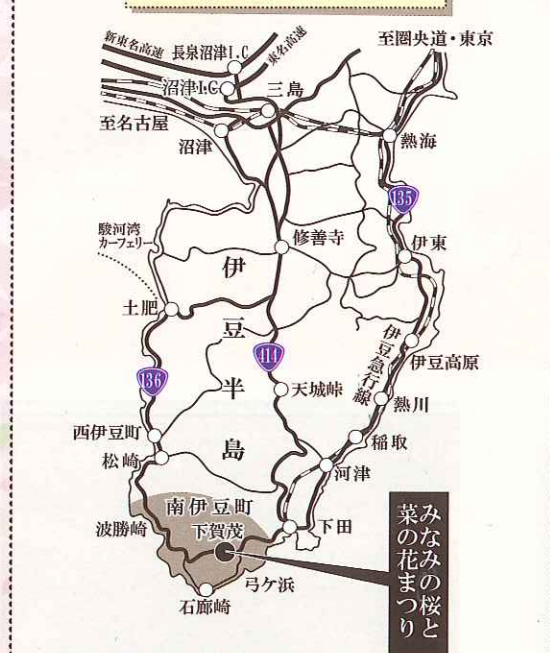 新東名高速
長泉沼津I.C
東名高速
至圏央道・東京
沼津I.C
三島
至名古屋
沼津
熱海
135
駿河湾
カーフェリー
修善寺
伊東
伊豆半島
土肥
伊豆急行線
伊豆高原
414
136
天城峠
熱川
西伊豆町
稲取
松崎
河津
南伊豆町
波勝崎
下賀茂
下田
みなみの桜と
菜の花まつり
弓ケ浜
石廊崎